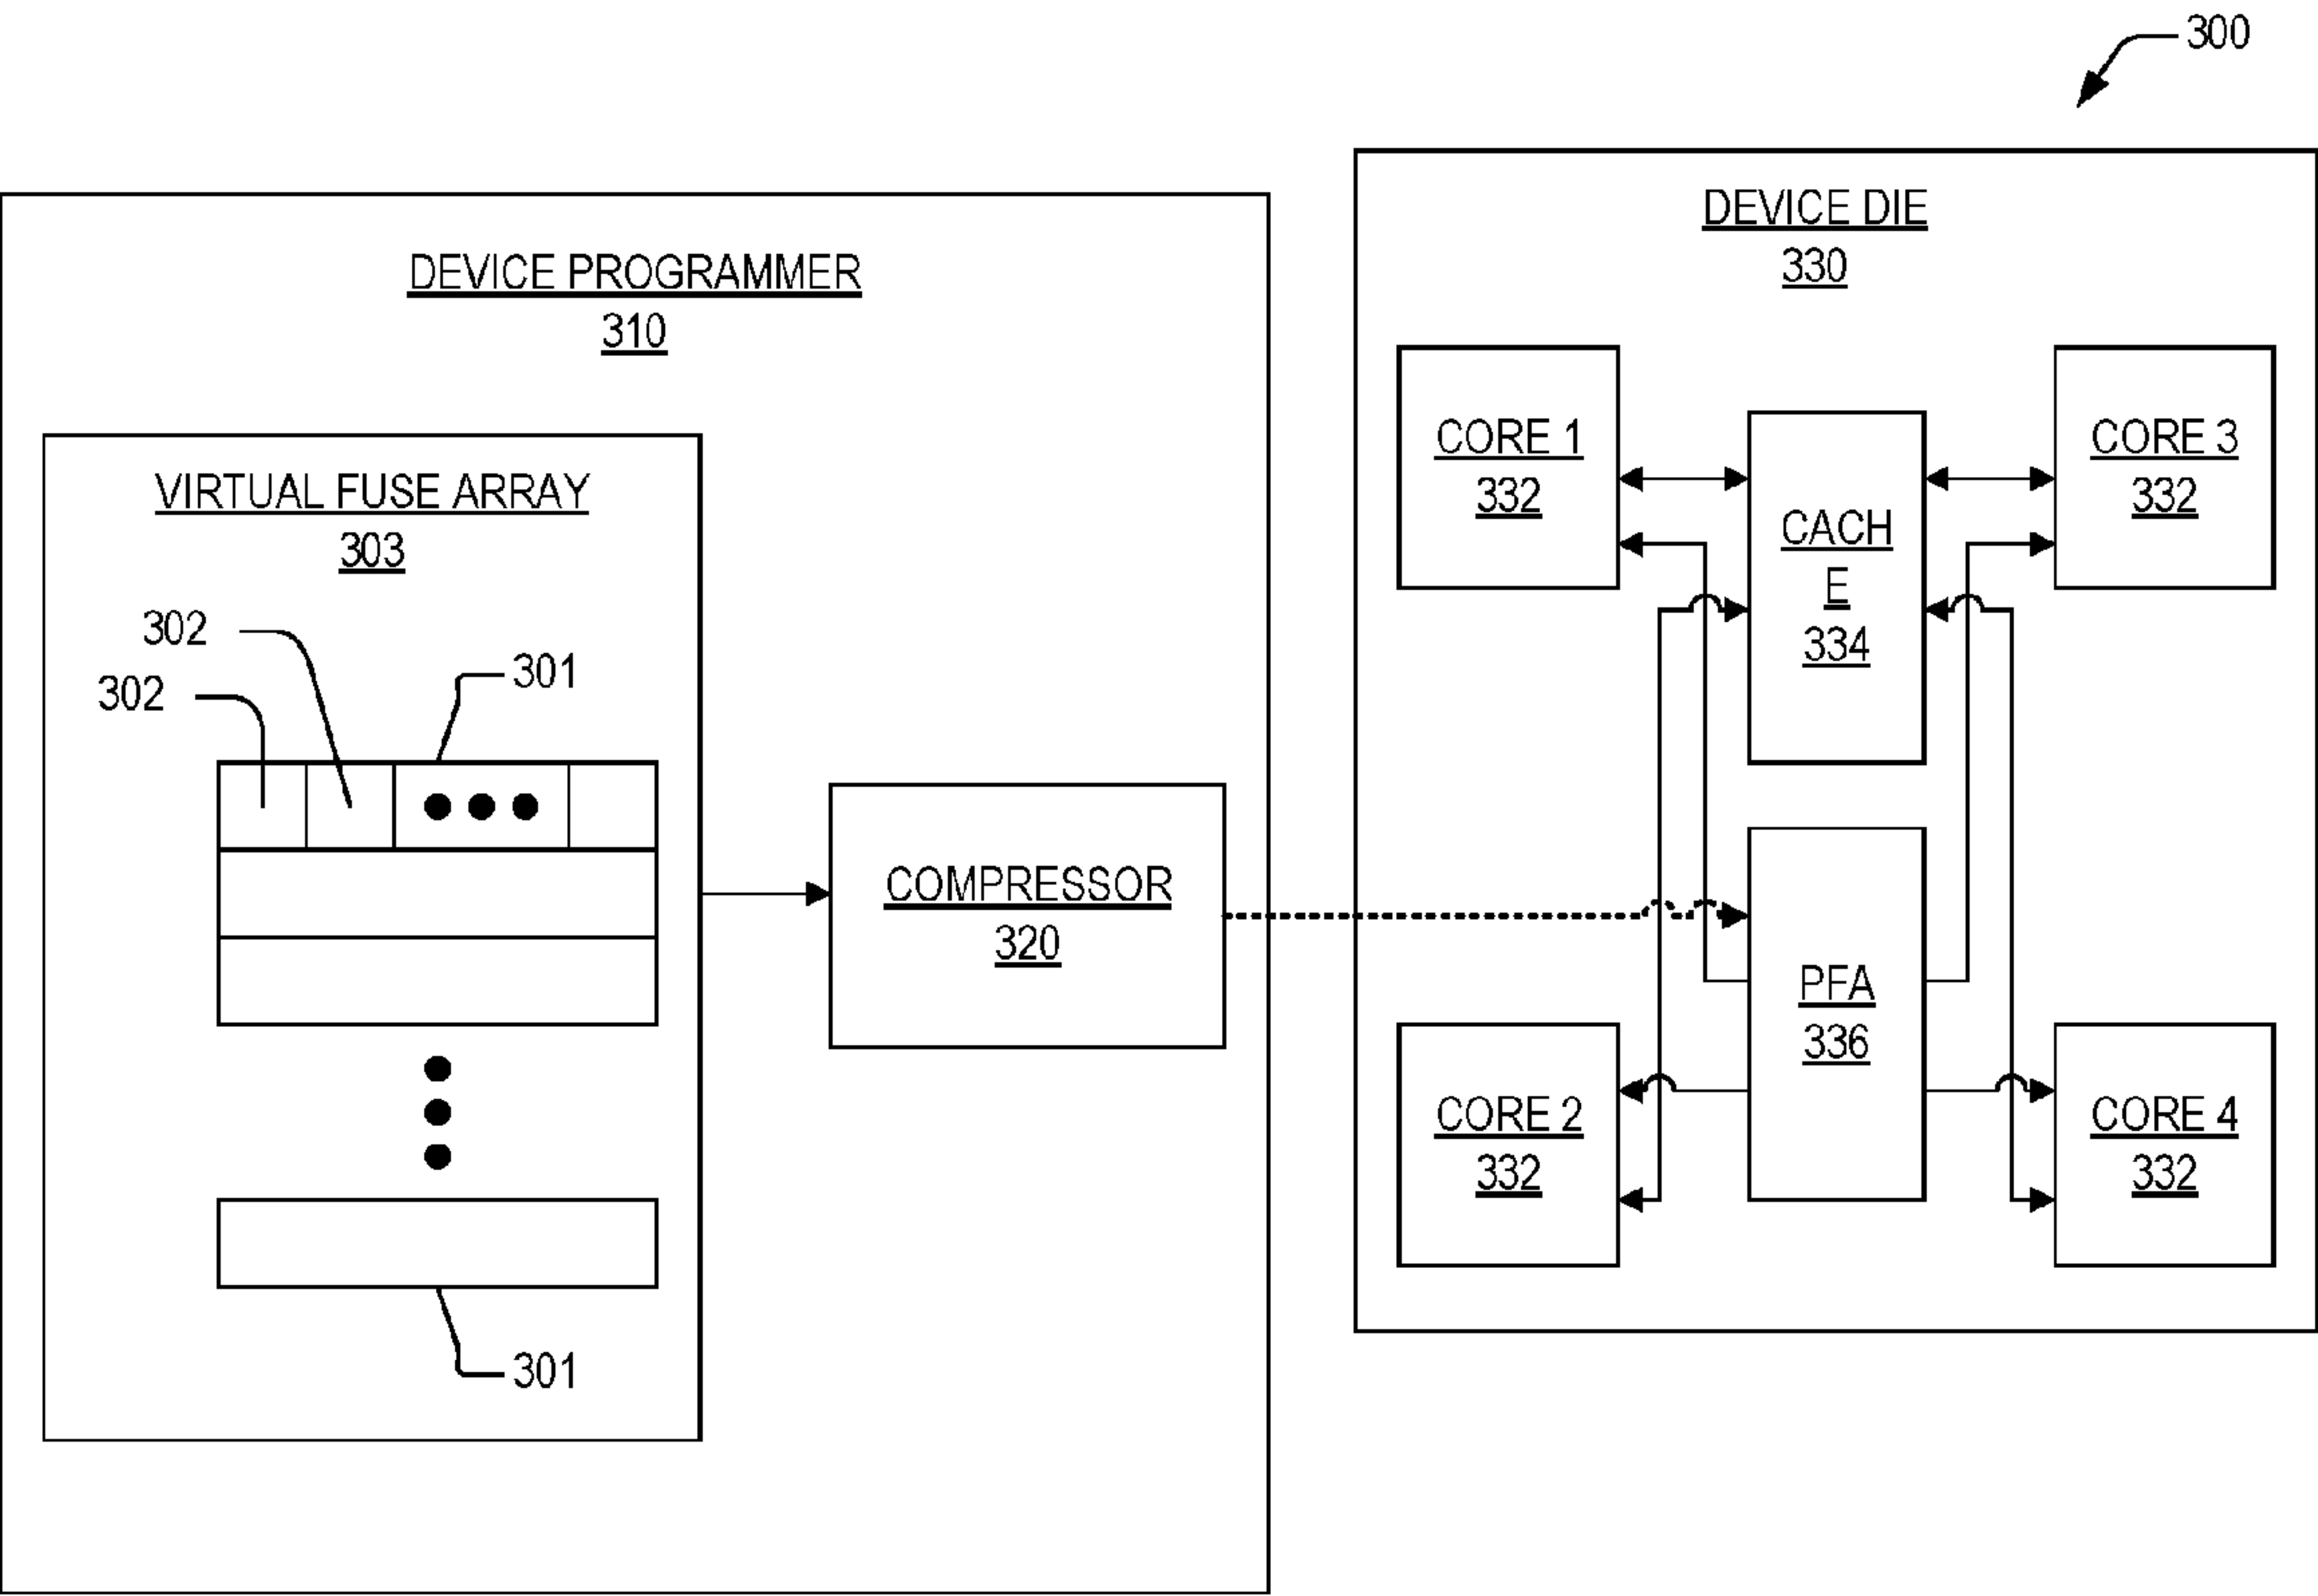 300
DEVICE PROGRAMMER
310
VIRTUAL FUSE ARRAY
303
302
302
301
301
COMPRESSOR
320
DEVICE DIE
330
CORE 1
332
CACH
E
334
CORE 3
332
PFA
336
CORE 2
332
CORE 4
332